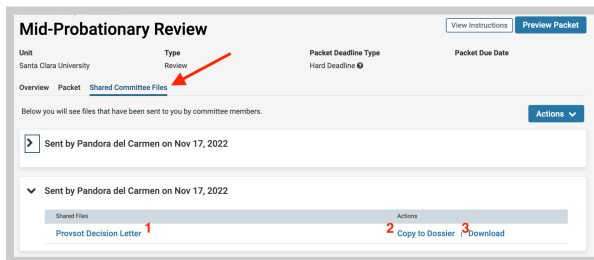 Mid-Probationary Review
View Instructions
Preview Packet
Unit Type Packet Deadline Type Packet Due Date
Santa Clara University Review Hard Deadline
Overview Packet Shared Committee Files
Below you will see files that have been sent to you by committee members.
Actions
Sent by Pandora del Carmen on Nov 17, 2022
Sent by Pandora del Carmen on Nov 17, 2022
Shared Files Actions
Provsot Decision Letter 1 2 Copy to Dossier | 3 Download